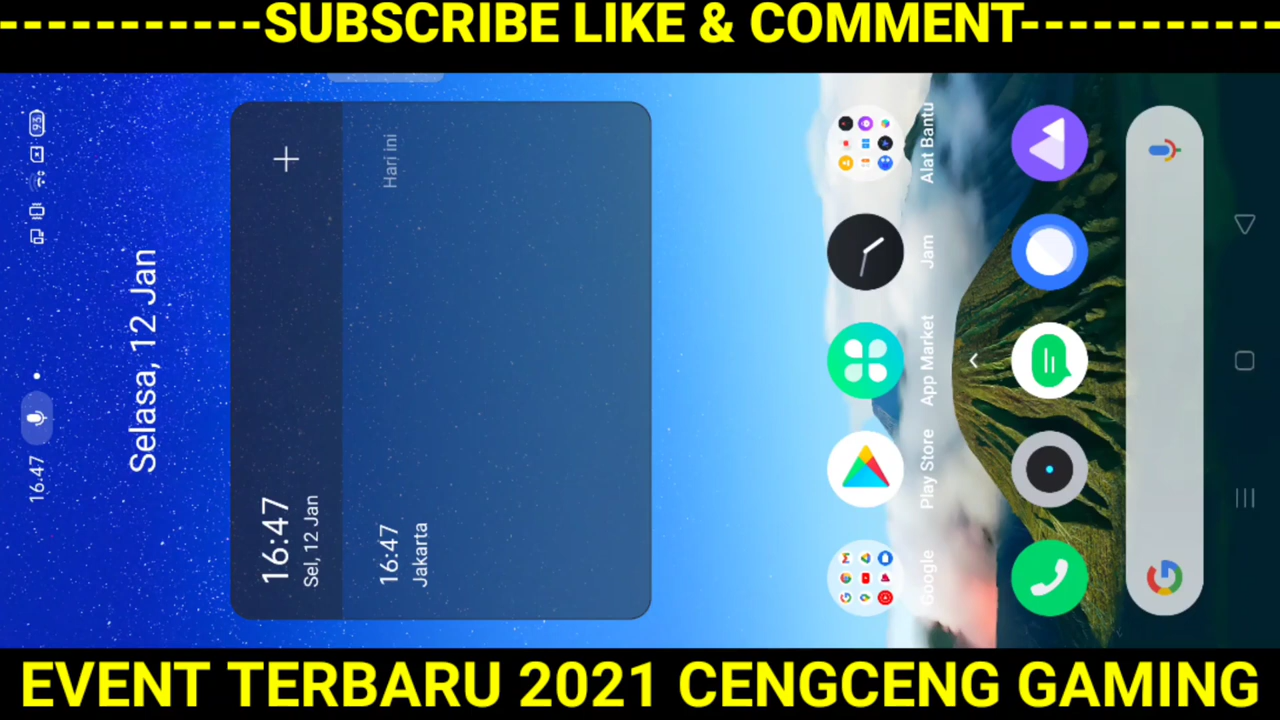 ----------SUBSCRIBE LIKE & COMMENT-----------
16.47
93
Selasa, 12 Jan
16:47
Sel, 12 Jan
+
16:47
Jakarta
Hari ini
Google
Play Store
App Market
Jam
Alat Bantu
EVENT TERBARU 2021 CENGCENG GAMING